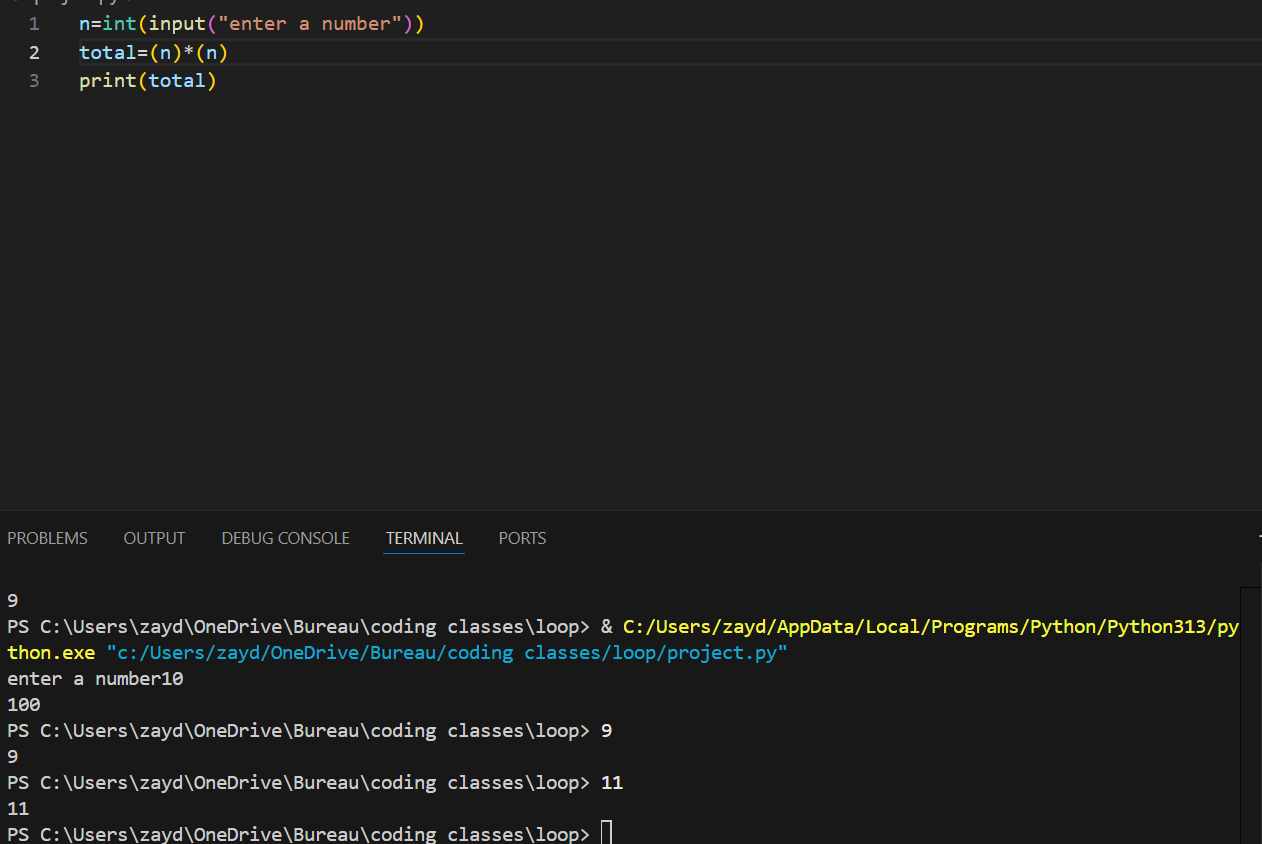 1 n=int(input("enter a number"))
2 total=(n)*(n)
3 print(total)
PROBLEMS OUTPUT DEBUG CONSOLE TERMINAL PORTS
9
PS C:\Users\zayd\OneDrive\Bureau\coding classes\loop> & C:/Users/zayd/AppData/Local/Programs/Python/Python313/py
thon.exe "c:/Users/zayd/OneDrive/Bureau/coding classes/loop/project.py"
enter a number10
100
PS C:\Users\zayd\OneDrive\Bureau\coding classes\loop> 9
9
PS C:\Users\zayd\OneDrive\Bureau\coding classes\loop> 11
11
PS C:\Users\zayd\OneDrive\Bureau\coding classes\loop>